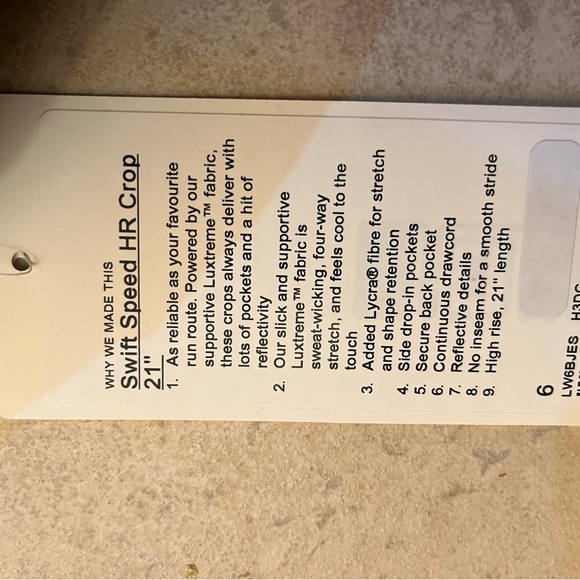 WHY WE MADE THIS
Swift Speed HR Crop
21"
1. As reliable as your favourite
run route. Powered by our
supportive Luxtreme™ fabric,
these crops always deliver with
lots of pockets and a hit of
reflectivity
2. Our slick and supportive
Luxtreme™ fabric is
sweat-wicking, four-way
stretch, and feels cool to the
touch
3. Added Lycra® fibre for stretch
and shape retention
4. Side drop-in pockets
5. Secure back pocket
6. Continuous drawcord
7. Reflective details
8. No inseam for a smooth stride
9. High rise, 21" length
6
LW6BJES